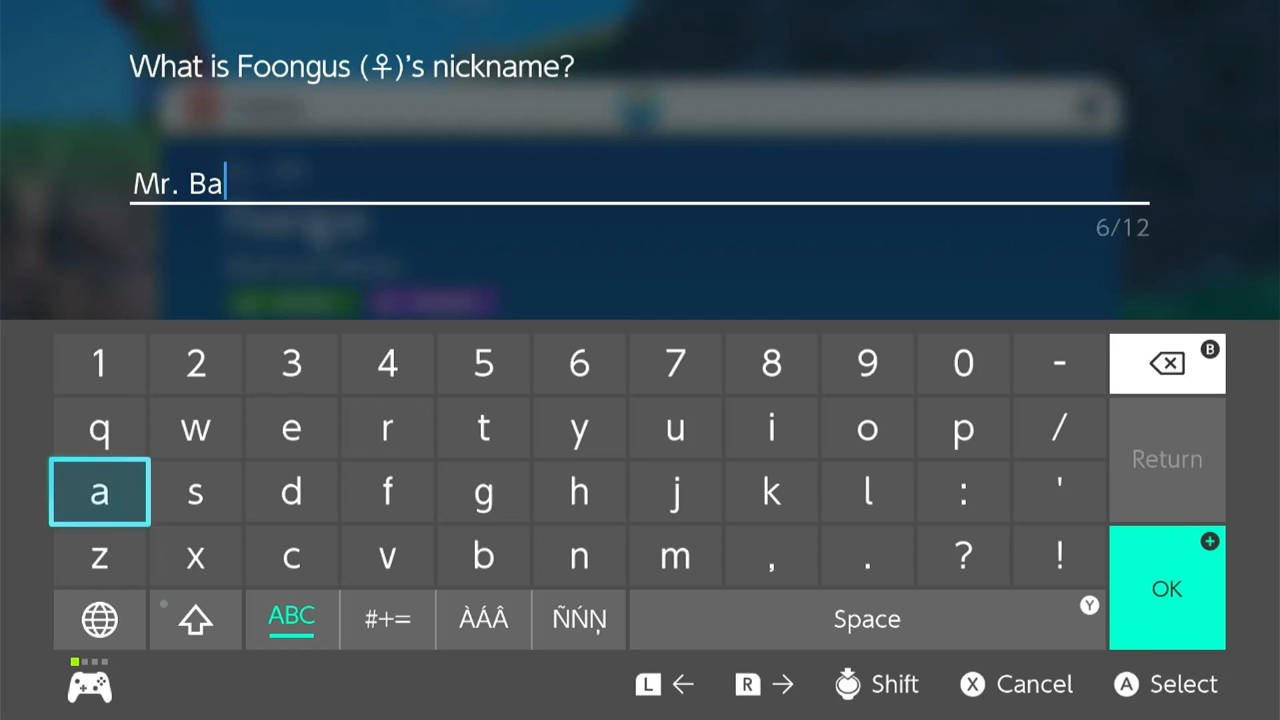 What is Foongus (♀)'s nickname?
Mr. Ba
6/12
1 2 3 4 5 6 7 8 9 0 - B
q w e r t y u i o p /
Return
a s d f g h j k l : '
z x c v b n m , . ? ! +
OK
ABC #+= ÀÁÂ ÑŃŅ Space Y
L ← R → Shift X Cancel A Select